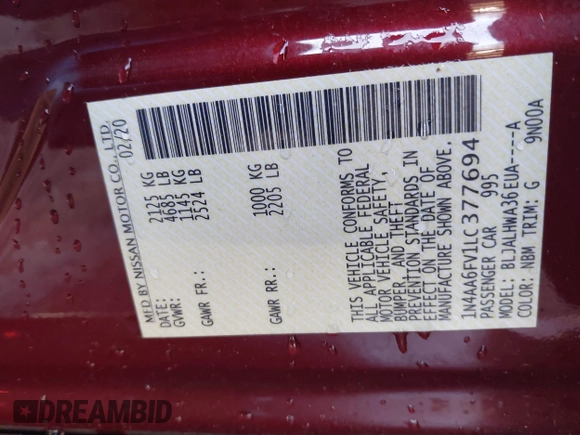 MFD BY NISSAN MOTOR CO., LTD.
DATE: 02/20
GVWR: 2125 KG
4685 LB
GAWR FR.: 1145 KG
2524 LB
GAWR RR.: 1000 KG
2205 LB
THIS VEHICLE CONFORMS TO
ALL APPLICABLE FEDERAL
MOTOR VEHICLE SAFETY,
BUMPER, AND THEFT
PREVENTION STANDARDS IN
EFFECT ON THE DATE OF
MANUFACTURE SHOWN ABOVE.
1N4AA6FV1LC377694
PASSENGER CAR 995
MODEL: BLJALHWA36EUA----A
COLOR: NBM TRIM: G 9N00A
DREAMBID